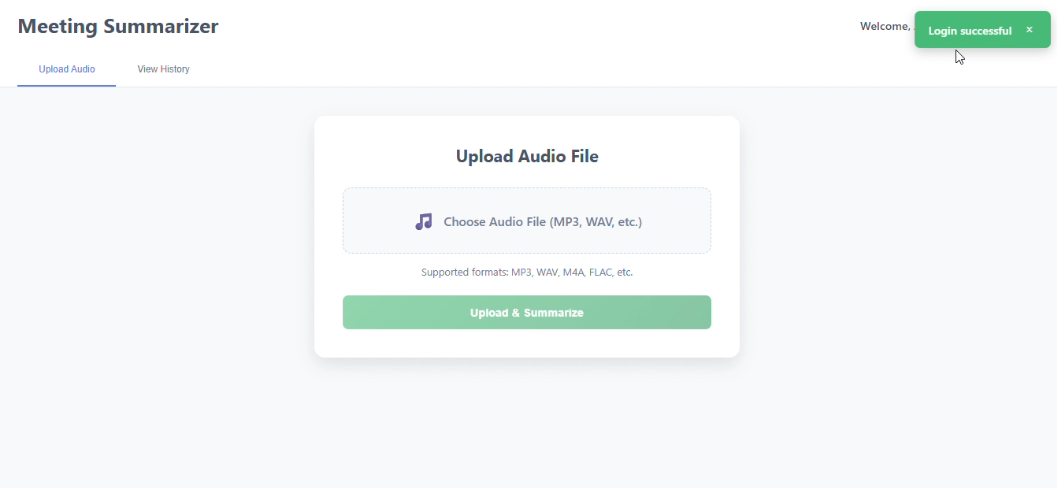 Meeting Summarizer
Welcome,
Login successful ×
Upload Audio
View History
Upload Audio File
Choose Audio File (MP3, WAV, etc.)
Supported formats: MP3, WAV, M4A, FLAC, etc.
Upload & Summarize